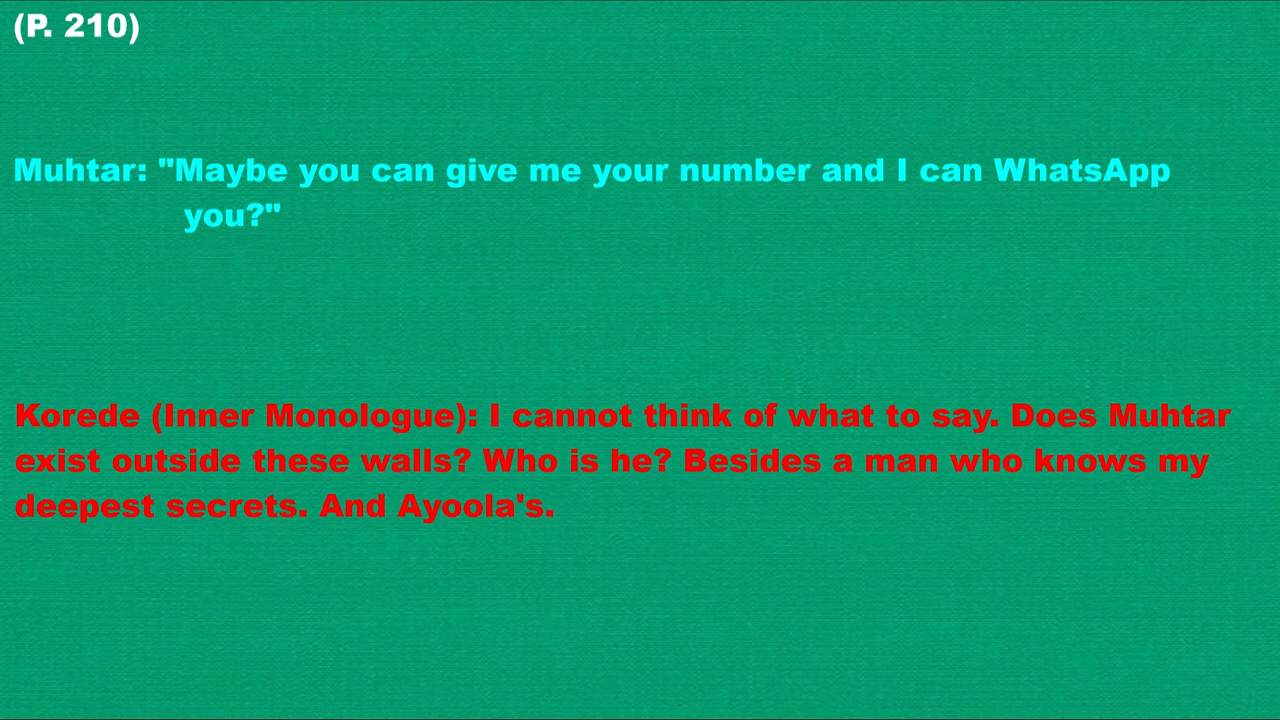 (P. 210)
Muhtar: "Maybe you can give me your number and I can WhatsApp
you?"
Korede (Inner Monologue): I cannot think of what to say. Does Muhtar
exist outside these walls? Who is he? Besides a man who knows my
deepest secrets. And Ayoola's.